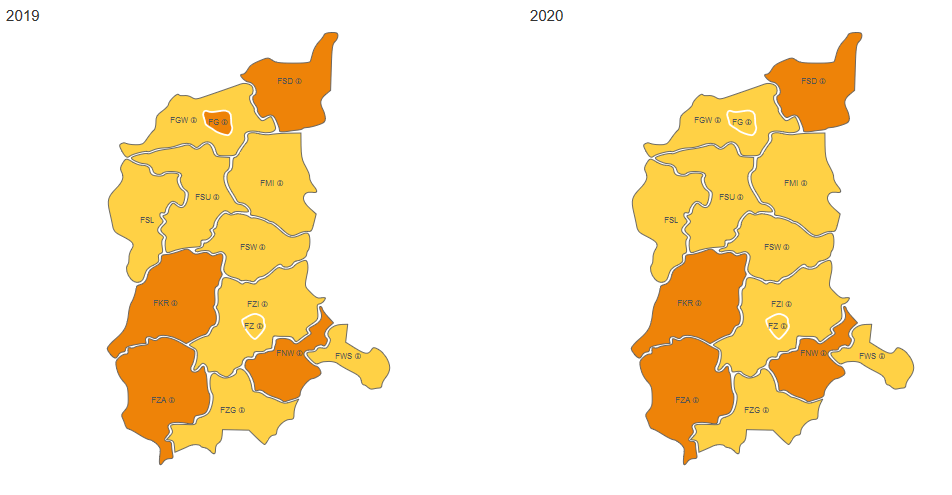 2019
2020
FSD ⓘ
FSD ⓘ
FGW ⓘ
FG ⓘ
FGW ⓘ
FG ⓘ
FMI ⓘ
FMI ⓘ
FSU ⓘ
FSU ⓘ
FSL
FSL
FSW ⓘ
FSW ⓘ
FKR ⓘ
FZI ⓘ
FKR ⓘ
FZI ⓘ
FZ ⓘ
FZ ⓘ
FNW ⓘ
FWS ⓘ
FNW ⓘ
FWS ⓘ
FZA ⓘ
FZG ⓘ
FZA ⓘ
FZG ⓘ